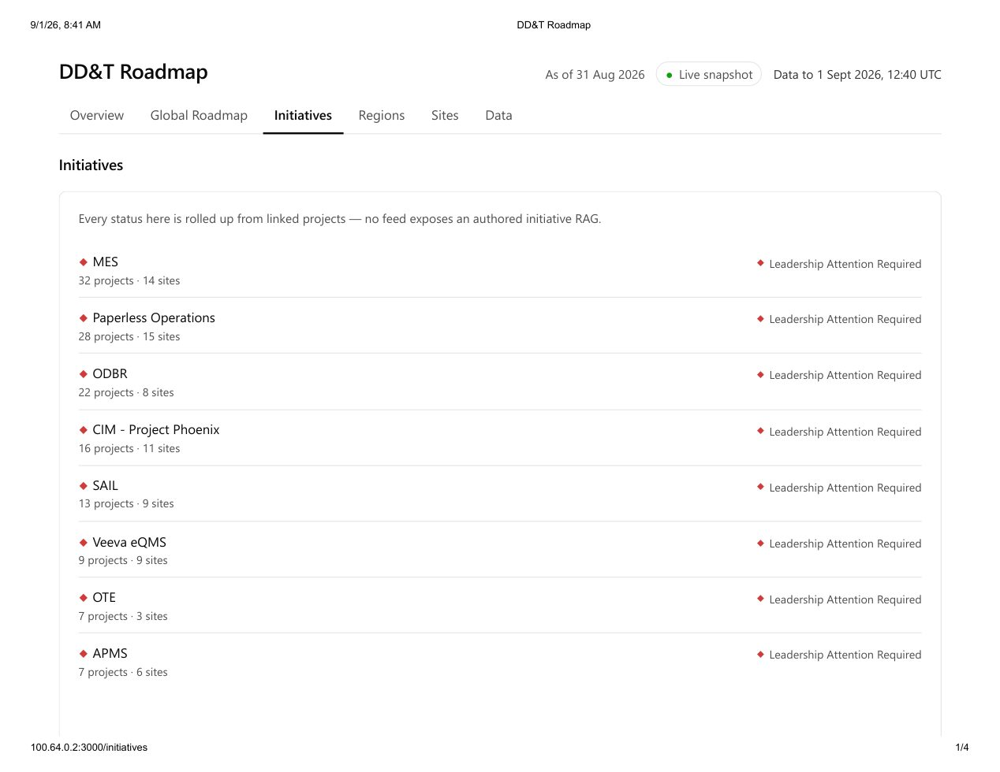 9/1/26, 8:41 AM
DD&T Roadmap
DD&T Roadmap
As of 31 Aug 2026
Live snapshot
Data to 1 Sept 2026, 12:40 UTC
Overview
Global Roadmap
Initiatives
Regions
Sites
Data
Initiatives
Every status here is rolled up from linked projects — no feed exposes an authored initiative RAG.
MES
Leadership Attention Required
32 projects · 14 sites
Paperless Operations
Leadership Attention Required
28 projects · 15 sites
ODBR
Leadership Attention Required
22 projects · 8 sites
CIM - Project Phoenix
Leadership Attention Required
16 projects · 11 sites
SAIL
Leadership Attention Required
13 projects · 9 sites
Veeva eQMS
Leadership Attention Required
9 projects · 9 sites
OTE
Leadership Attention Required
7 projects · 3 sites
APMS
Leadership Attention Required
7 projects · 6 sites
100.64.0.2:3000/initiatives
1/4